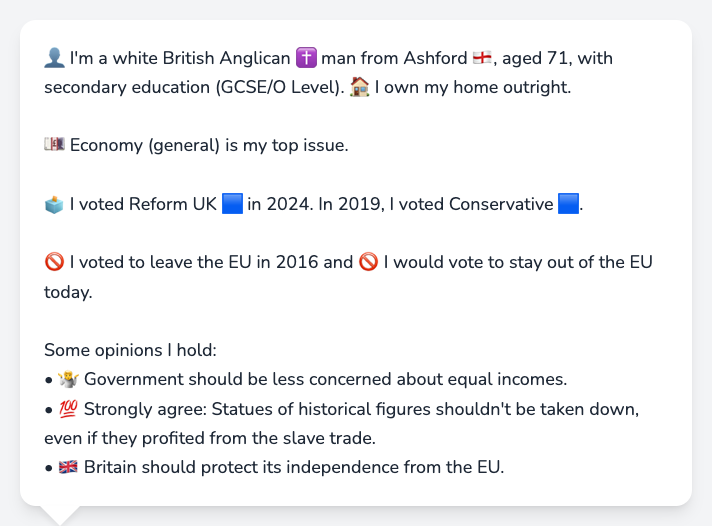 👤 I'm a white British Anglican ✝️ man from Ashford 🏴󠁧󠁢󠁥󠁮󠁧󠁿, aged 71, with
secondary education (GCSE/O Level). 🏠 I own my home outright.
💷 Economy (general) is my top issue.
🗳️ I voted Reform UK 🟦 in 2024. In 2019, I voted Conservative 🟦.
🚫 I voted to leave the EU in 2016 and 🚫 I would vote to stay out of the EU
today.
Some opinions I hold:
• 🤷 Government should be less concerned about equal incomes.
• 💯 Strongly agree: Statues of historical figures shouldn't be taken down,
even if they profited from the slave trade.
• 🇬🇧 Britain should protect its independence from the EU.